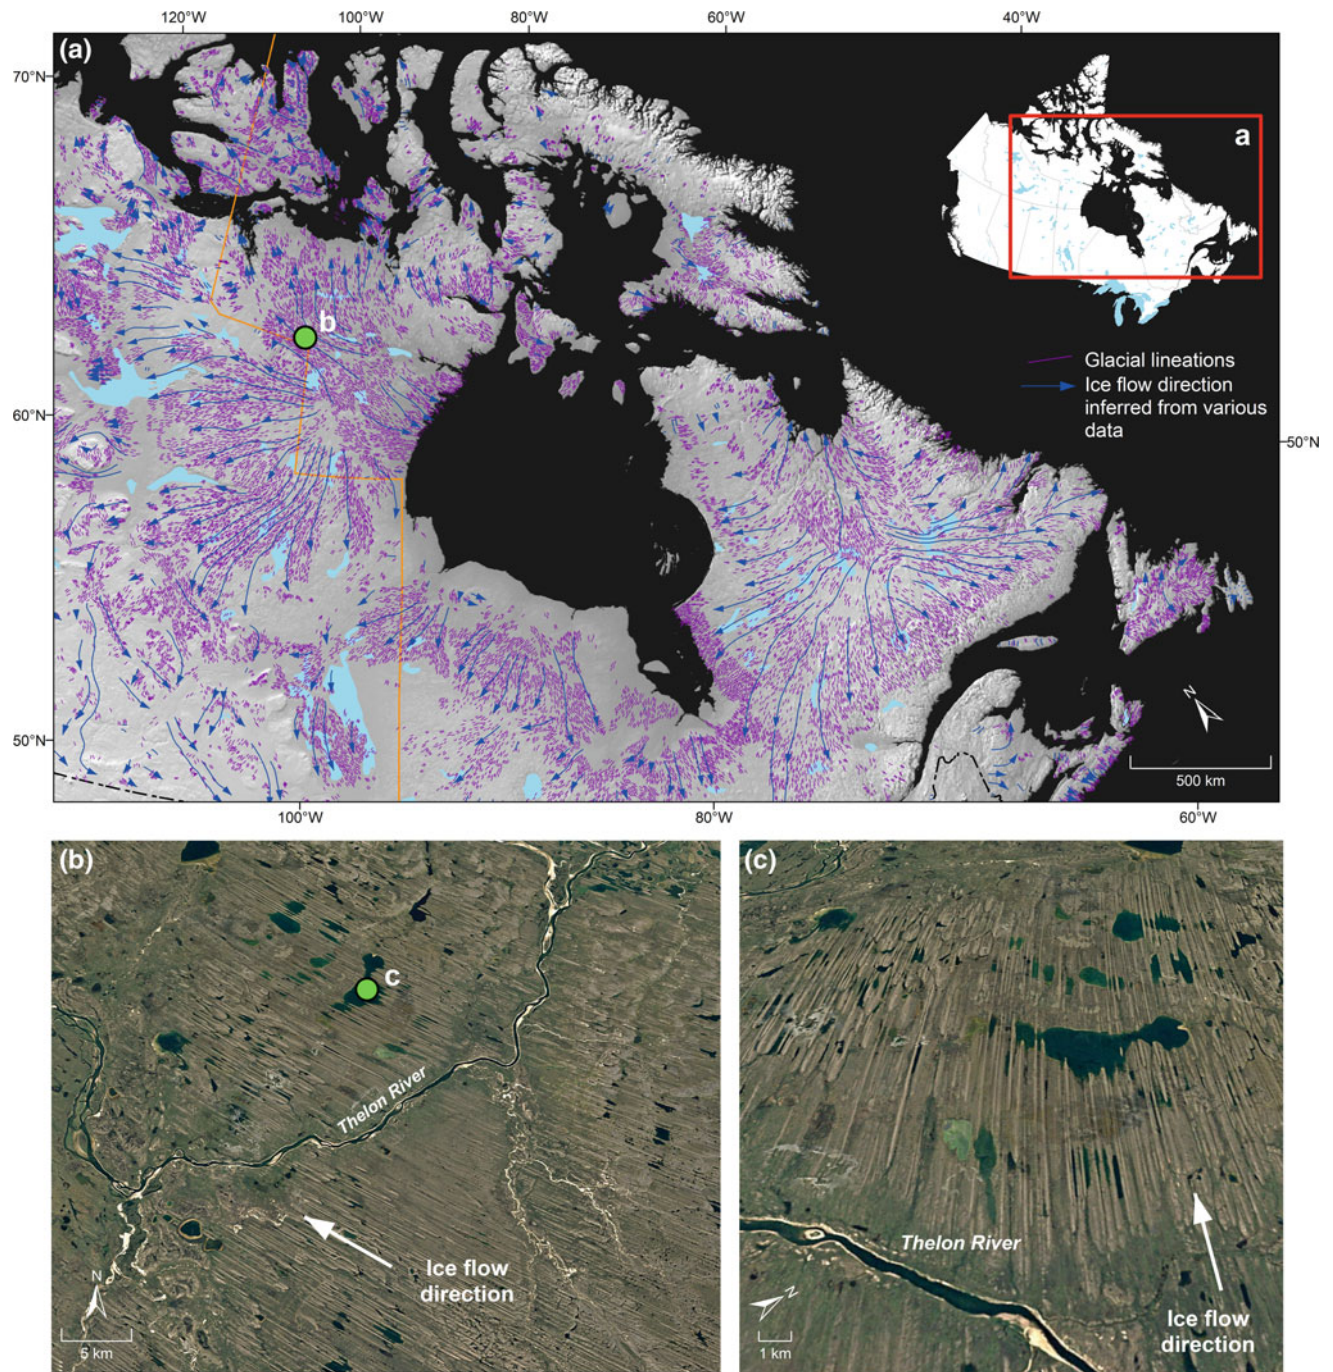 120°W 100°W 80°W 60°W 40°W
(a)
70°N
a
b
Glacial lineations
Ice flow direction
inferred from various
data
60°N
50°N
N
50°N
500 km
100°W 80°W 60°W
(b)
c
Thelon River
Ice flow
direction
N
5 km
(c)
Thelon River
Ice flow
direction
N
1 km